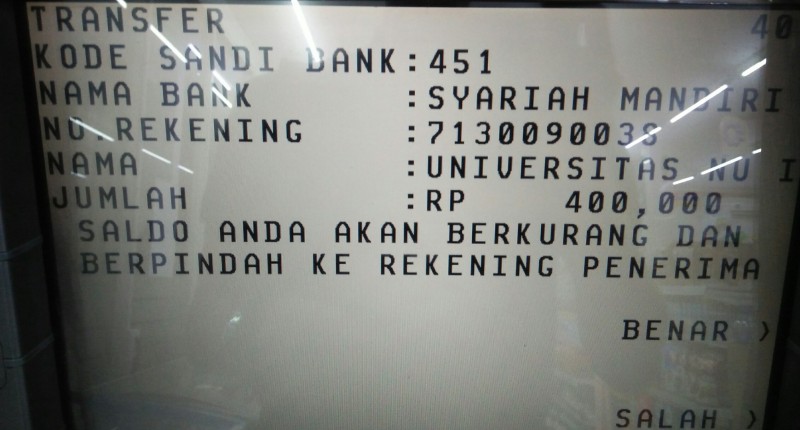 TRANSFER 40
KODE SANDI BANK:451
NAMA BANK :SYARIAH MANDIRI
NO.REKENING
NAMA :UNIVERSITAS NU I
JUMLAH :RP 400,000
SALDO ANDA AKAN BERKURANG DAN
BERPINDAH KE REKENING PENERIMA
BENAR >
SALAH >